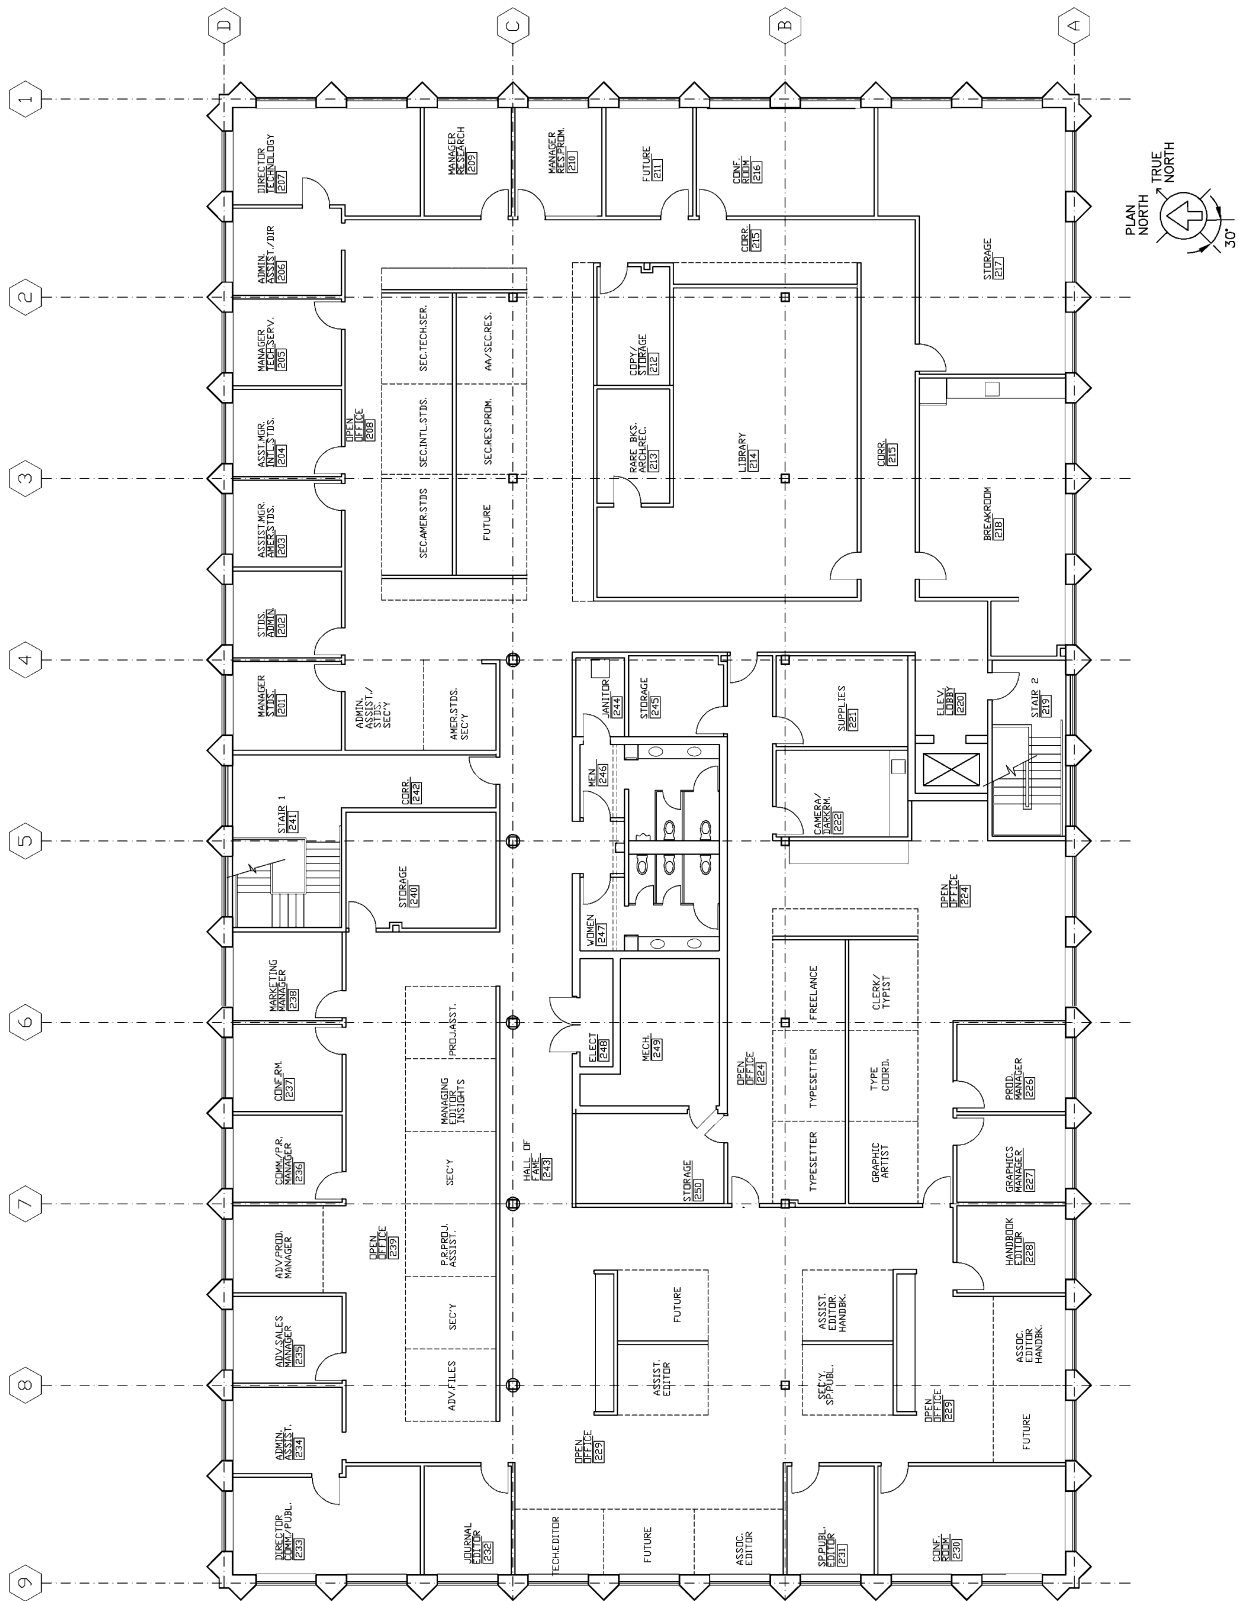 D
C
B
A
1
2
3
4
5
6
7
8
9
PLAN
NORTH
TRUE
NORTH
30°
DIRECTOR
TECHNOLOGY
207
MANAGER
RESEARCH
209
MANAGER
RES.PROM.
210
FUTURE
211
CONF.
ROOM
216
ADMIN.
ASSIST./DIR
206
CORR.
215
STORAGE
217
MANAGER
TECH.SERV.
205
SEC.TECH.SER.
AA/SEC.RES.
COPY/
STORAGE
212
ASST.MGR.
INTL.STDS.
204
OPEN
OFFICE
208
SEC.INTL.STDS.
SEC.RES.PROM.
RARE BKS.
ARCH.REC.
213
LIBRARY
214
CORR.
215
ASSIST.MGR.
AMER.STDS.
203
SEC.AMER.STDS
FUTURE
BREAKROOM
218
STDS.
ADMIN.
202
MANAGER
STDS.
201
ADMIN.
ASSIST./
STDS.
SEC'Y
AMER.STDS.
SEC'Y
JANITOR
244
STORAGE
245
SUPPLIES
221
ELEV.
LOBBY
220
STAIR 2
219
STAIR 1
241
CORR.
242
MEN
246
CAMERA/
DARKRM.
222
STORAGE
240
WOMEN
247
OPEN
OFFICE
224
MARKETING
MANAGER
238
PROJ.ASST.
FREELANCE
CLERK/
TYPIST
CONF.RM.
237
MANAGING
EDITOR
INSIGHTS
ELECT
248
MECH.
249
OPEN
OFFICE
224
TYPESETTER
TYPE
COORD.
PROD.
MANAGER
226
COMM./P.R.
MANAGER
236
SEC'Y
HALL OF
FAME
243
STORAGE
250
TYPESETTER
GRAPHIC
ARTIST
GRAPHICS
MANAGER
227
ADV.PROD.
MANAGER
OPEN
OFFICE
239
P.R.PROJ.
ASSIST.
HANDBOOK
EDITOR
228
ADV.SALES
MANAGER
235
SEC'Y
FUTURE
ASSIST.
EDITOR
HANDBK.
ASSOC.
EDITOR
HANDBK.
ADV.FILES
ASSIST.
EDITOR
SEC'Y.
SP.PUBL.
OPEN
OFFICE
229
ADMIN.
ASSIST.
234
OPEN
OFFICE
229
FUTURE
DIRECTOR
COMM./PUBL.
233
JOURNAL
EDITOR
232
TECH.EDITOR
FUTURE
ASSOC.
EDITOR
SP.PUBL.
EDITOR
231
CONF.
ROOM
230